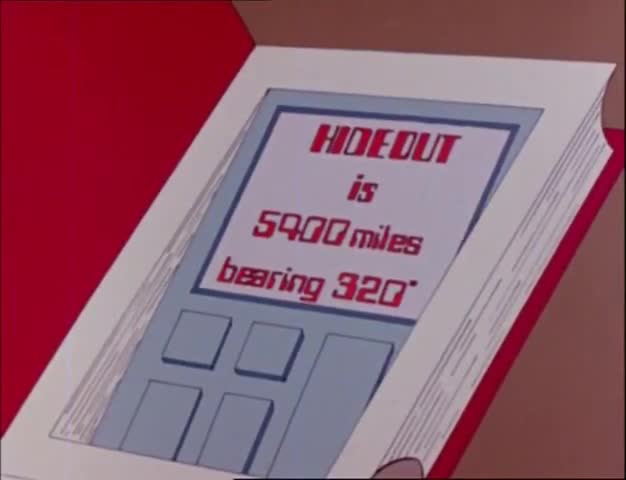 HIDEOUT
is
5400 miles
bearing 320°